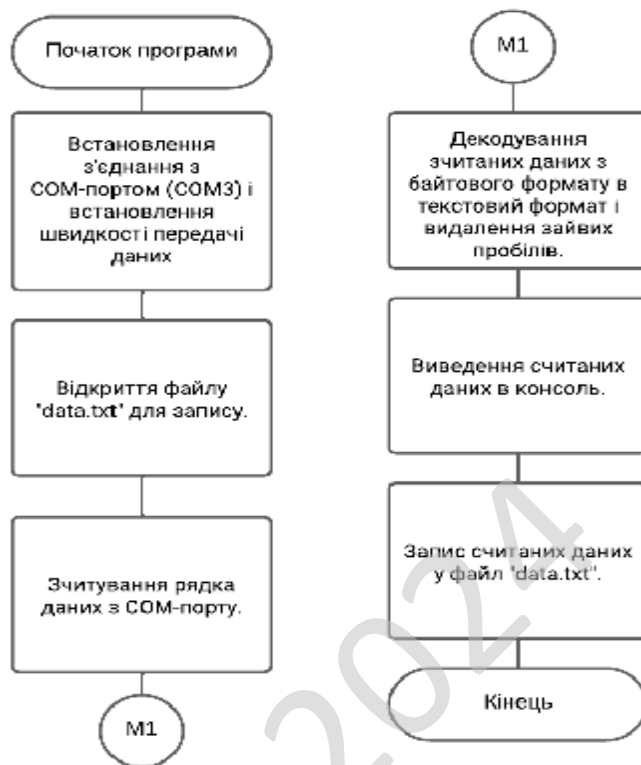 Початок програми
Встановлення
з'єднання з
COM-портом (COM3) і
встановлення
швидкості передачі
даних
Відкриття файлу
"data.txt" для запису.
Зчитування рядка
даних з COM-порту.
M1
M1
Декодування
зчитаних даних з
байтового формату в
текстовий формат і
видалення зайвих
пробілів.
Виведення считаних
даних в консоль.
Запис считаних даних
у файл "data.txt".
Кінець
2024